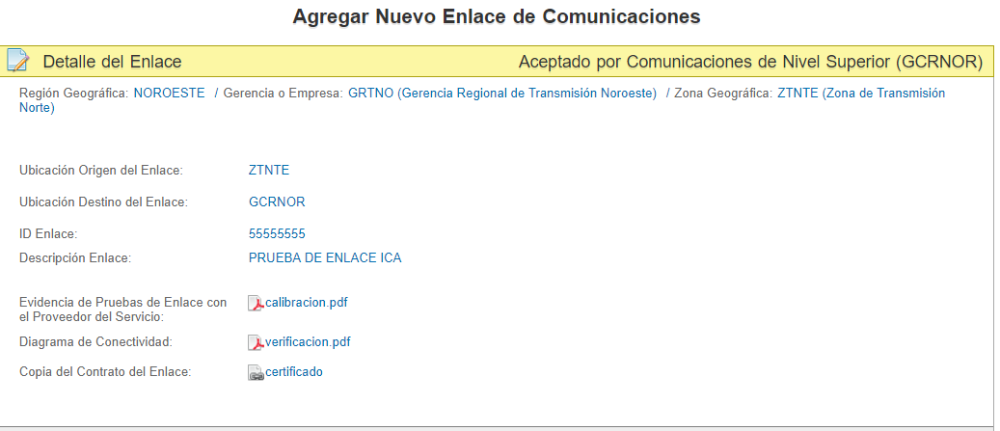 Agregar Nuevo Enlace de Comunicaciones
Detalle del Enlace Aceptado por Comunicaciones de Nivel Superior (GCRNOR)
Región Geográfica: NOROESTE / Gerencia o Empresa: GRTNO (Gerencia Regional de Transmisión Noroeste) / Zona Geográfica: ZTNTE (Zona de Transmisión
Norte)
Ubicación Origen del Enlace: ZTNTE
Ubicación Destino del Enlace: GCRNOR
ID Enlace: 55555555
Descripción Enlace: PRUEBA DE ENLACE ICA
Evidencia de Pruebas de Enlace con calibracion.pdf
el Proveedor del Servicio:
Diagrama de Conectividad: verificacion.pdf
Copia del Contrato del Enlace: certificado